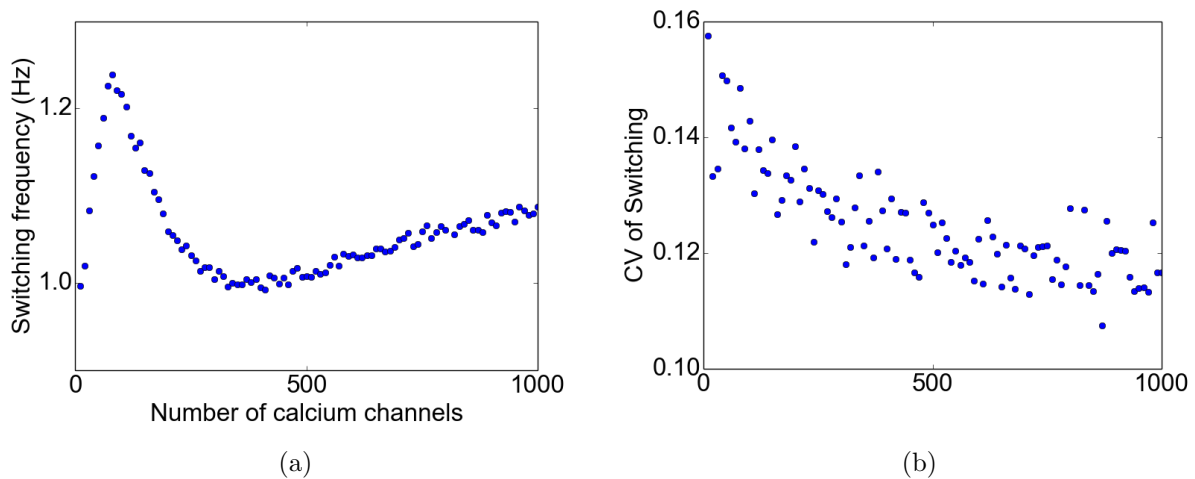 Switching frequency (Hz)
1.2
1.0
0
500
1000
Number of calcium channels
(a)
CV of Switching
0.16
0.14
0.12
0.10
0
500
1000
(b)